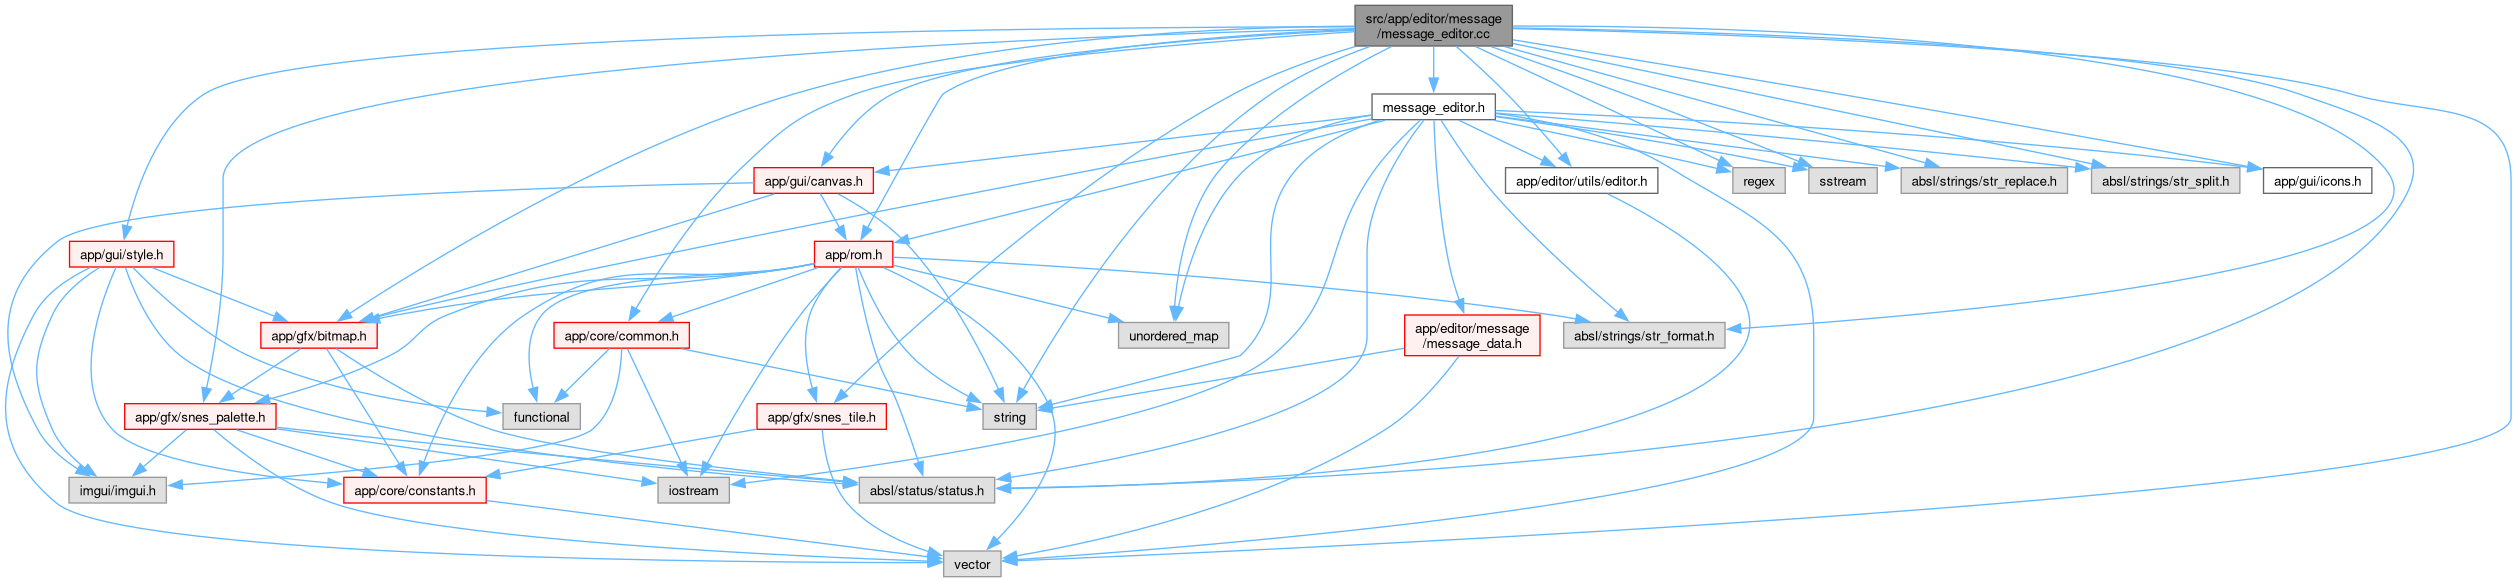 src/app/editor/message
/message_editor.cc
message_editor.h
app/gui/canvas.h
app/editor/utils/editor.h
regex
sstream
absl/strings/str_replace.h
absl/strings/str_split.h
app/gui/icons.h
app/gui/style.h
app/rom.h
app/gfx/bitmap.h
app/core/common.h
unordered_map
app/editor/message
/message_data.h
absl/strings/str_format.h
app/gfx/snes_palette.h
functional
app/gfx/snes_tile.h
string
imgui/imgui.h
app/core/constants.h
iostream
absl/status/status.h
vector